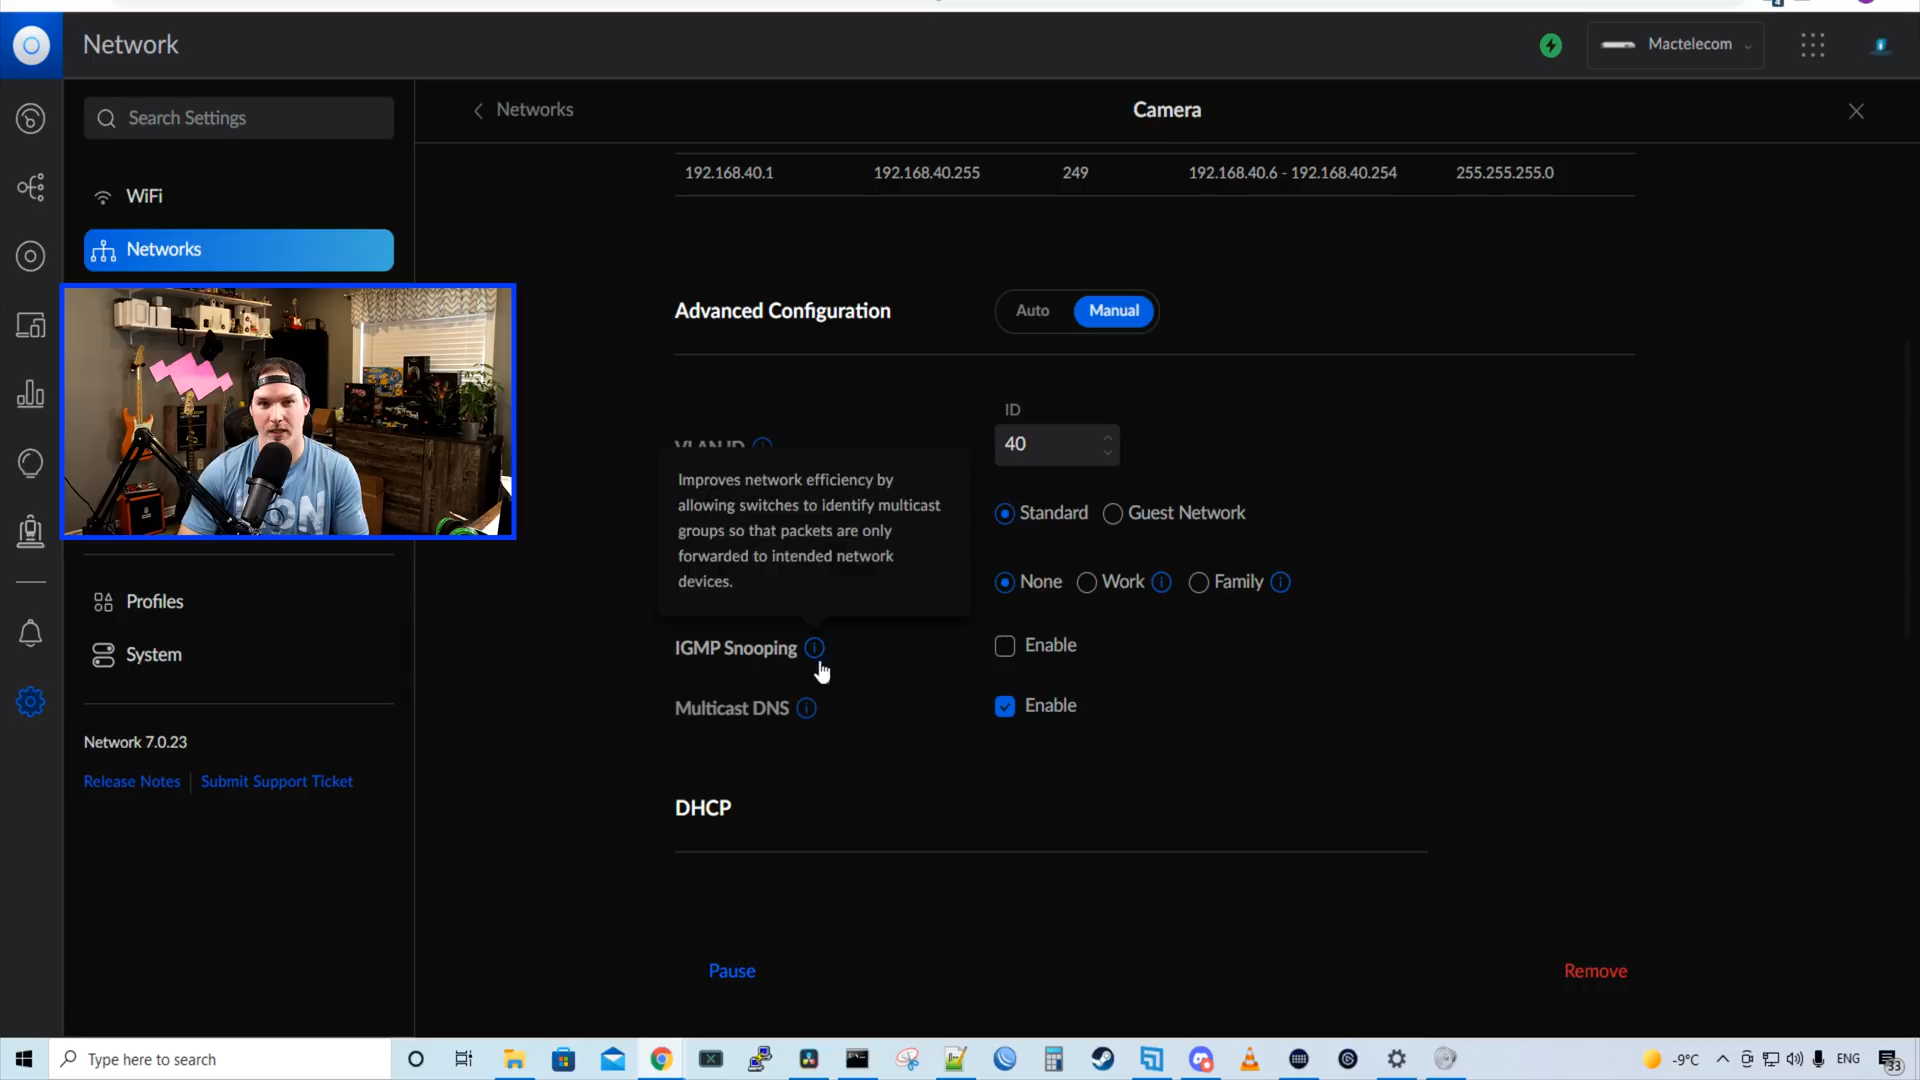 Network
Mactelecom
Search Settings
Networks
Camera
192.168.40.1 192.168.40.255 249 192.168.40.6 - 192.168.40.254 255.255.255.0
WiFi
Networks
Advanced Configuration Auto Manual
ID
VLAN ID 40
Improves network efficiency by
allowing switches to identify multicast
groups so that packets are only
forwarded to intended network
devices.
Standard Guest Network
None Work Family
IGMP Snooping Enable
Multicast DNS Enable
Profiles
System
Network 7.0.23
Release Notes Submit Support Ticket
DHCP
Pause Remove
Type here to search
-9°C ENG 33